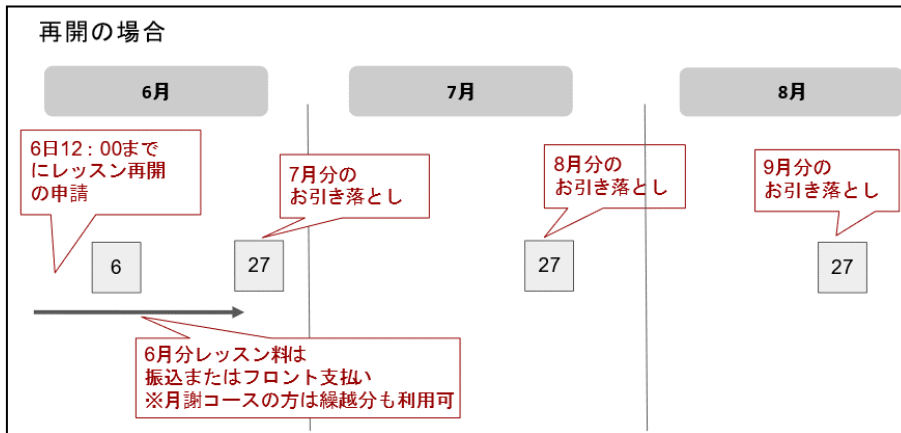 再開の場合
6月
7月
8月
6日12：00まで
にレッスン再開
の申請
7月分の
お引き落とし
8月分の
お引き落とし
9月分の
お引き落とし
6
27
27
27
6月分レッスン料は
振込またはフロント支払い
※月謝コースの方は繰越分も利用可